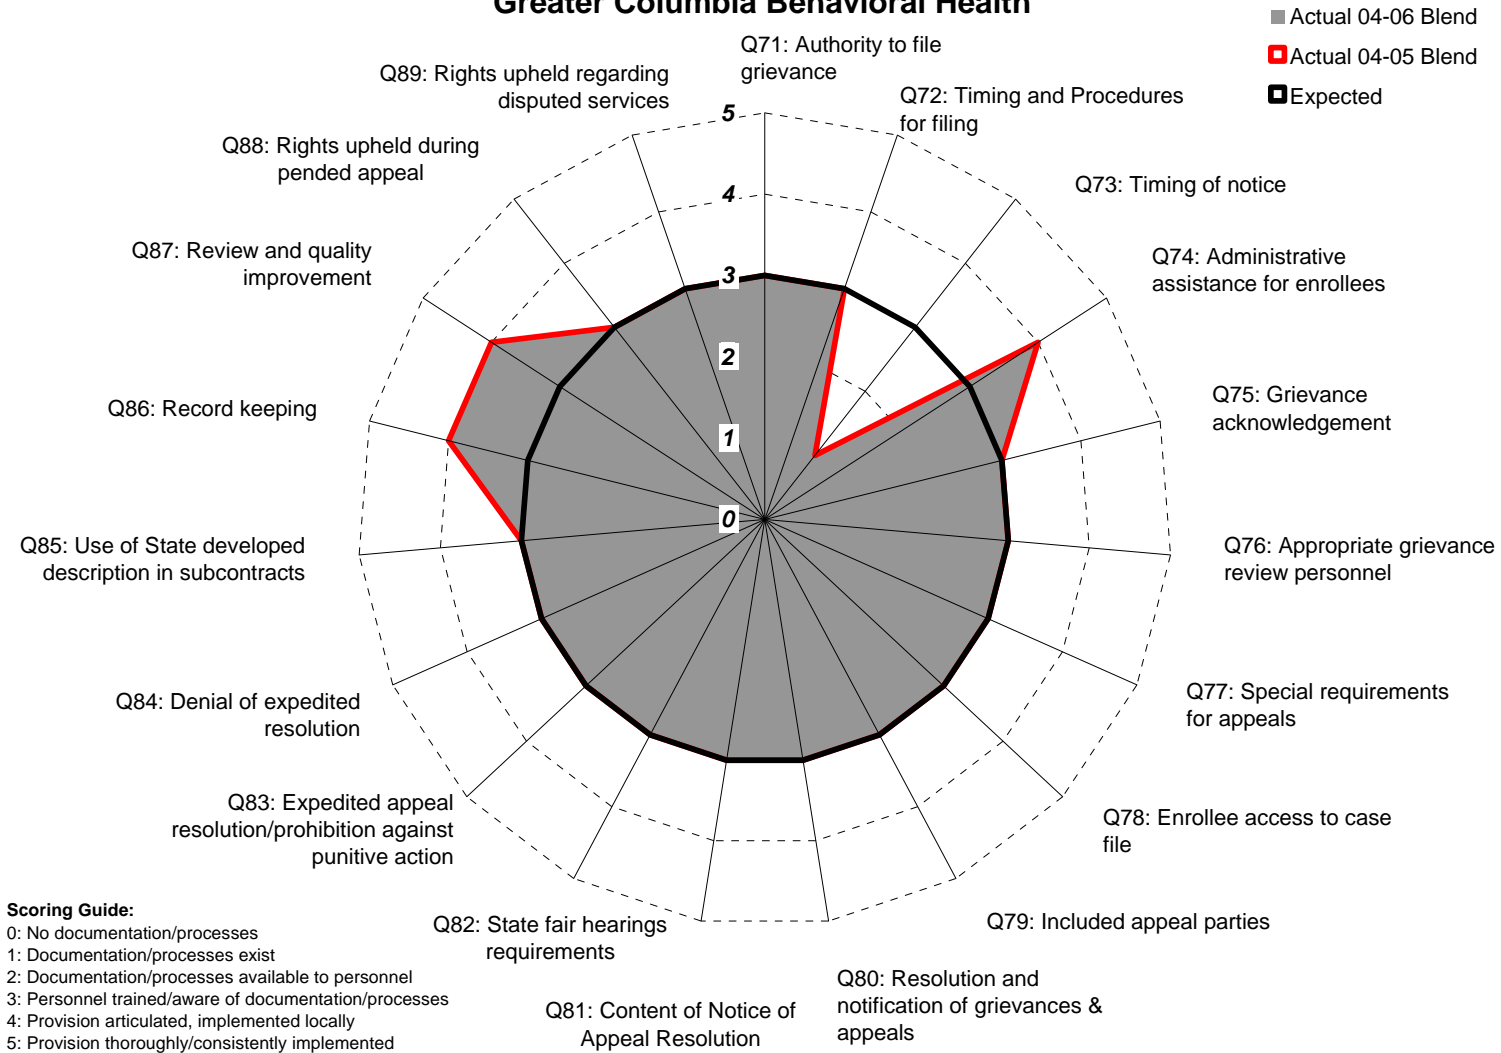 Greater Columbia Behavioral Health
Actual 04-06 Blend
Actual 04-05 Blend
Expected
Q71: Authority to file
grievance
Q72: Timing and Procedures
for filing
Q73: Timing of notice
Q74: Administrative
assistance for enrollees
Q75: Grievance
acknowledgement
Q76: Appropriate grievance
review personnel
Q77: Special requirements
for appeals
Q78: Enrollee access to case
file
Q79: Included appeal parties
Q80: Resolution and
notification of grievances &
appeals
Q81: Content of Notice of
Appeal Resolution
Q82: State fair hearings
requirements
Q83: Expedited appeal
resolution/prohibition against
punitive action
Q84: Denial of expedited
resolution
Q85: Use of State developed
description in subcontracts
Q86: Record keeping
Q87: Review and quality
improvement
Q88: Rights upheld during
pended appeal
Q89: Rights upheld regarding
disputed services
5
4
3
2
1
0
Scoring Guide:
0: No documentation/processes
1: Documentation/processes exist
2: Documentation/processes available to personnel
3: Personnel trained/aware of documentation/processes
4: Provision articulated, implemented locally
5: Provision thoroughly/consistently implemented